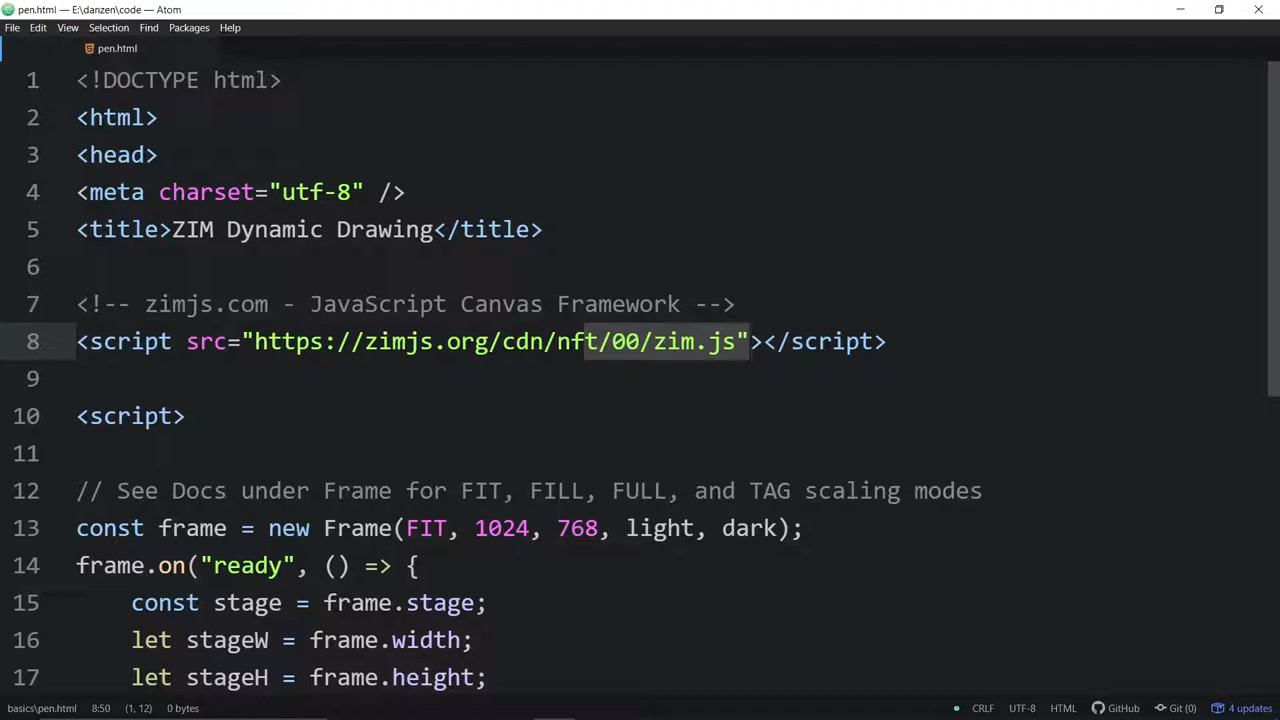 pen.html — E:\danzen\code — Atom
File Edit View Selection Find Packages Help
pen.html
1 <!DOCTYPE html>
2 <html>
3 <head>
4 <meta charset="utf-8" />
5 <title>ZIM Dynamic Drawing</title>
6
7 <!-- zimjs.com - JavaScript Canvas Framework -->
8 <script src="https://zimjs.org/cdn/nft/00/zim.js"></script>
9
10 <script>
11
12 // See Docs under Frame for FIT, FILL, FULL, and TAG scaling modes
13 const frame = new Frame(FIT, 1024, 768, light, dark);
14 frame.on("ready", () => {
15 const stage = frame.stage;
16 let stageW = frame.width;
17 let stageH = frame.height;
basics\pen.html 8:50 (1, 12) 0 bytes CRLF UTF-8 HTML GitHub Git (0) 4 updates